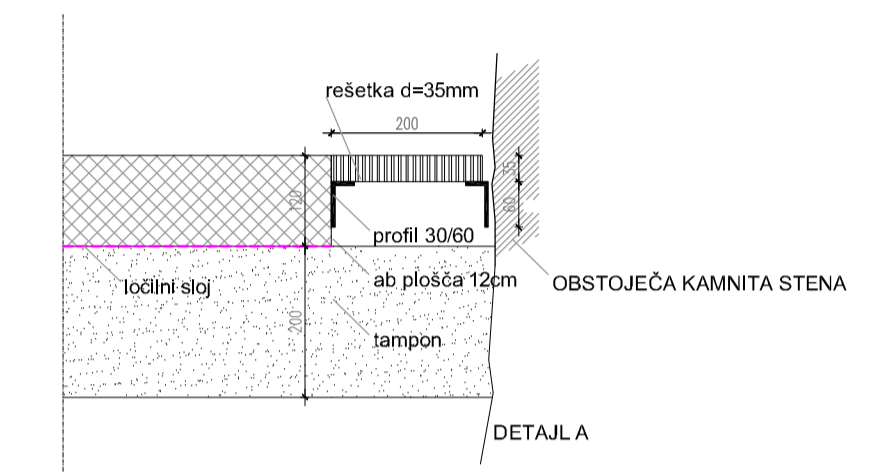 rešetka d=35mm
200
35
120
60
profil 30/60
ab plošča 12cm
OBSTOJEČA KAMNITA STENA
ločilni sloj
200
tampon
DETAJL A